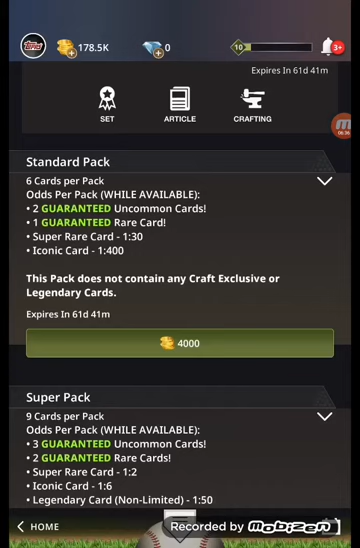 Topps
178.5K
0
10
3+
Expires In 61d 41m
SET
ARTICLE
CRAFTING
06:36
Standard Pack
6 Cards per Pack
Odds Per Pack (WHILE AVAILABLE):
• 2 GUARANTEED Uncommon Cards!
• 1 GUARANTEED Rare Card!
• Super Rare Card - 1:30
• Iconic Card - 1:400
This Pack does not contain any Craft Exclusive or
Legendary Cards.
Expires In 61d 41m
4000
Super Pack
9 Cards per Pack
Odds Per Pack (WHILE AVAILABLE):
• 3 GUARANTEED Uncommon Cards!
• 2 GUARANTEED Rare Cards!
• Super Rare Card - 1:2
• Iconic Card - 1:6
• Legendary Card (Non-Limited) - 1:50
HOME
Recorded by mobizen